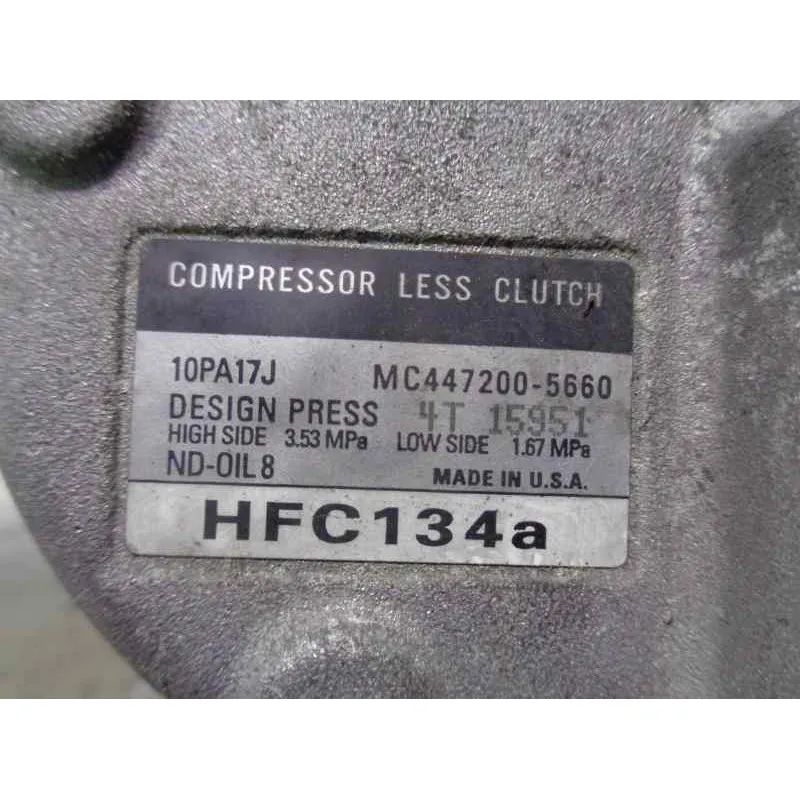 COMPRESSOR LESS CLUTCH
10PA17J MC447200-5660
DESIGN PRESS 4T 15951
HIGH SIDE 3.53 MPa LOW SIDE 1.67 MPa
ND-OIL 8 MADE IN U.S.A.
HFC134a